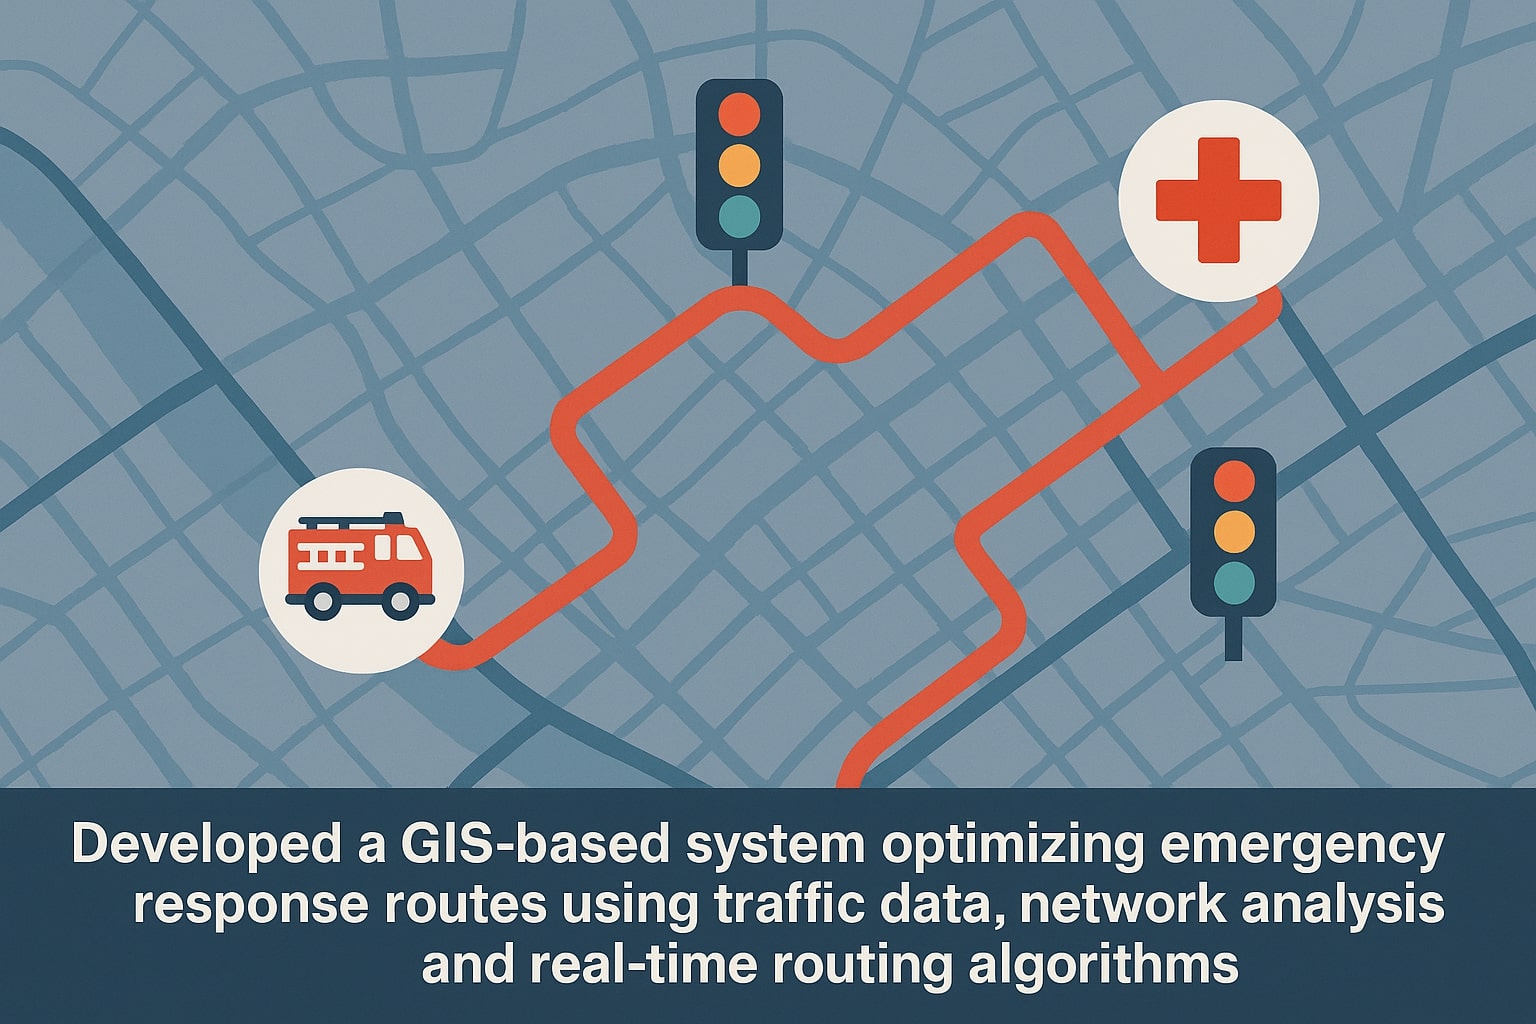 Developed a GIS-based system optimizing emergency
response routes using traffic data, network analysis
and real-time routing algorithms